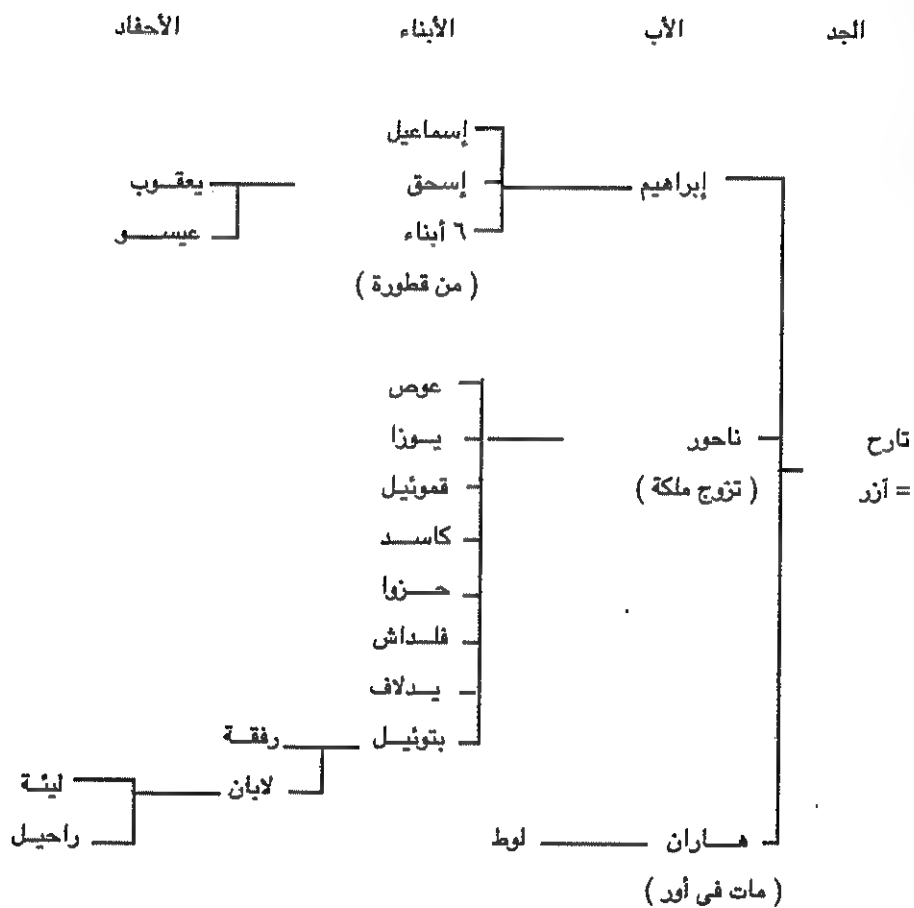 الجد الأب الأبناء الأحفاد
إسماعيل
إبراهيم إسحق يعقوب
٦ أبناء عيسو
( من قطورة )
عوص
تارح ناحور يوزا
= آزر ( تزوج ملكة ) قموئيل
كاسد
حزوا
فلداش
يدلاف
بتوئيل رفقة
لابان ليئة
هاران لوط راحيل
( مات في أور )